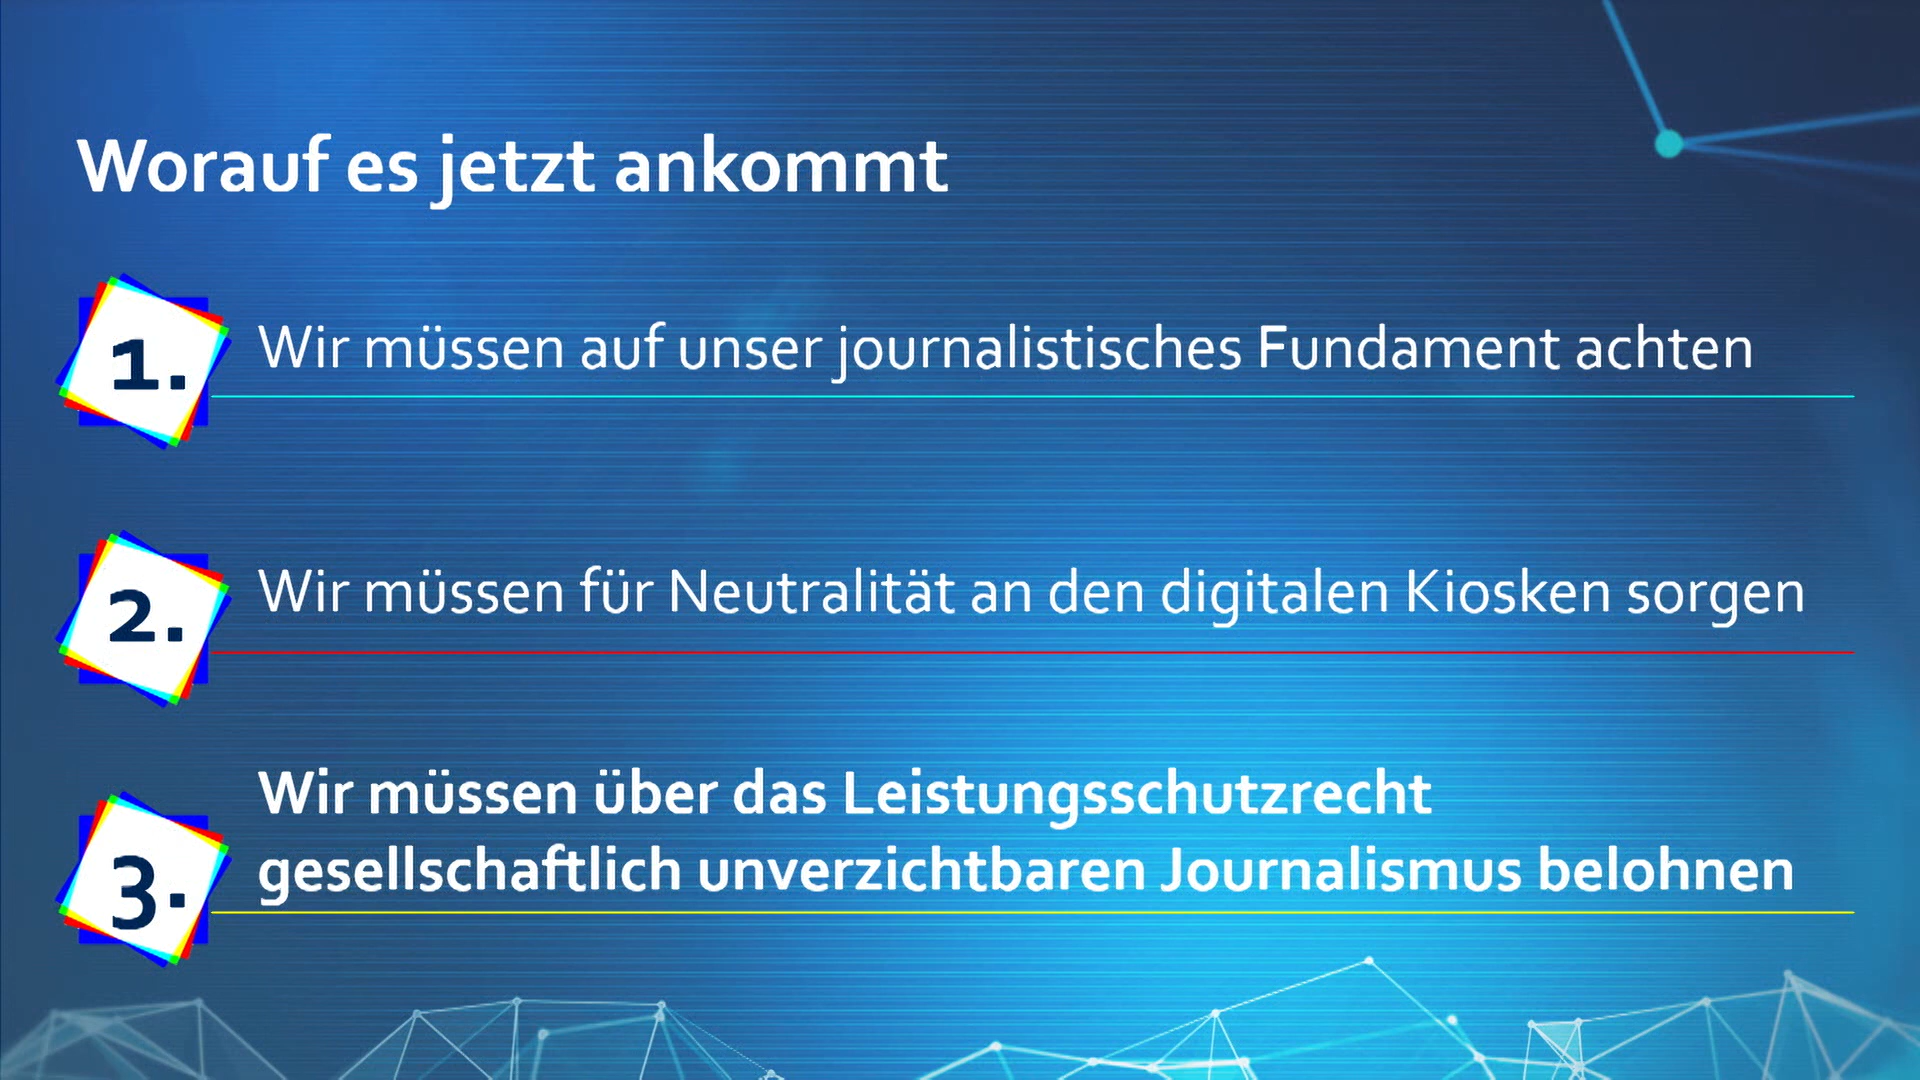 Worauf es jetzt ankommt
1. Wir müssen auf unser journalistisches Fundament achten
2. Wir müssen für Neutralität an den digitalen Kiosken sorgen
3. Wir müssen über das Leistungsschutzrecht
gesellschaftlich unverzichtbaren Journalismus belohnen